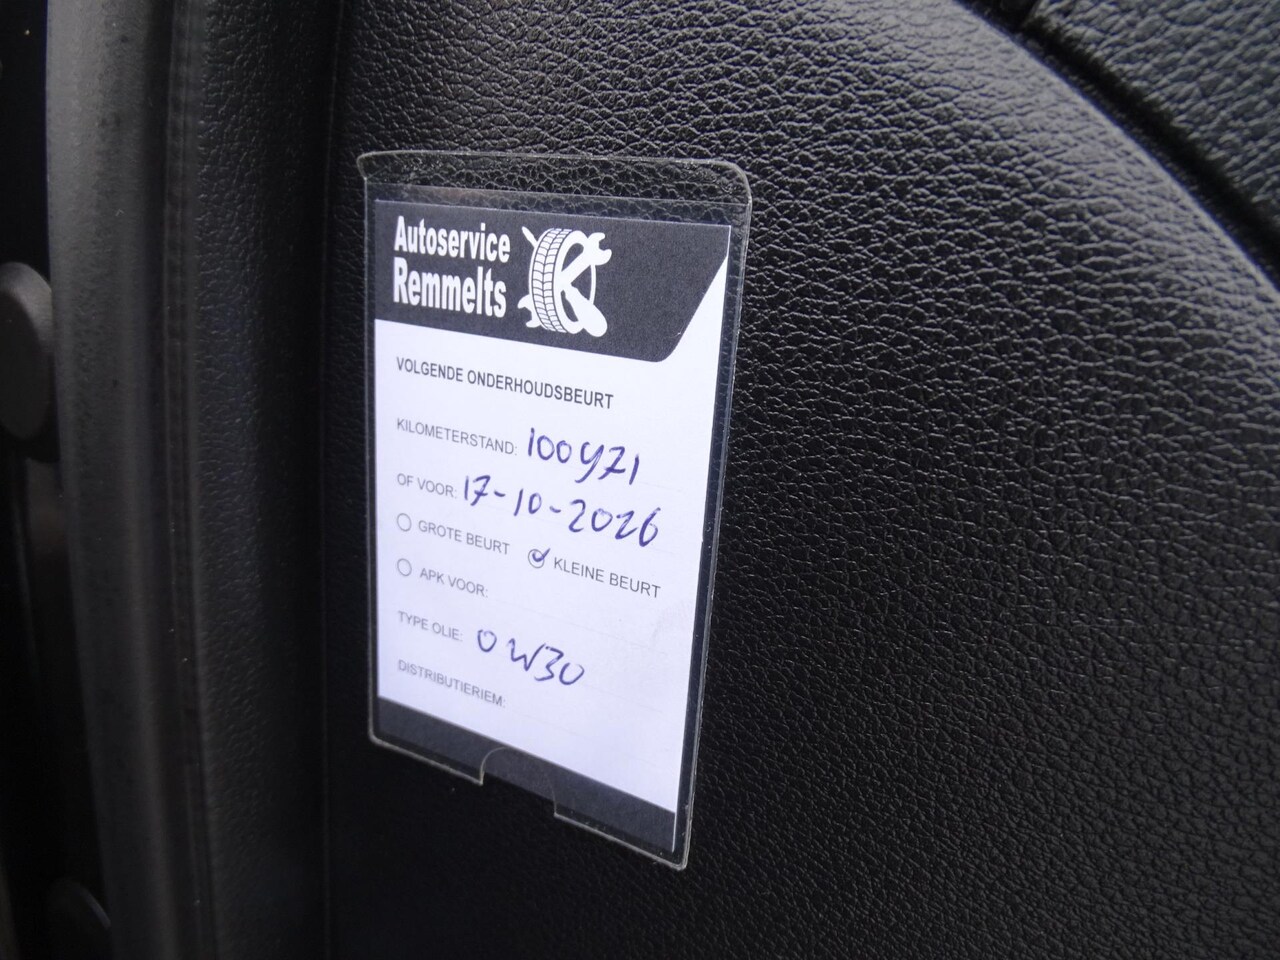 Autoservice
Remmelts
VOLGENDE ONDERHOUDSBEURT
KILOMETERSTAND: 100971
OF VOOR: 17-10-2026
GROTE BEURT KLEINE BEURT
APK VOOR:
TYPE OLIE: 0W30
DISTRIBUTIERIEM: